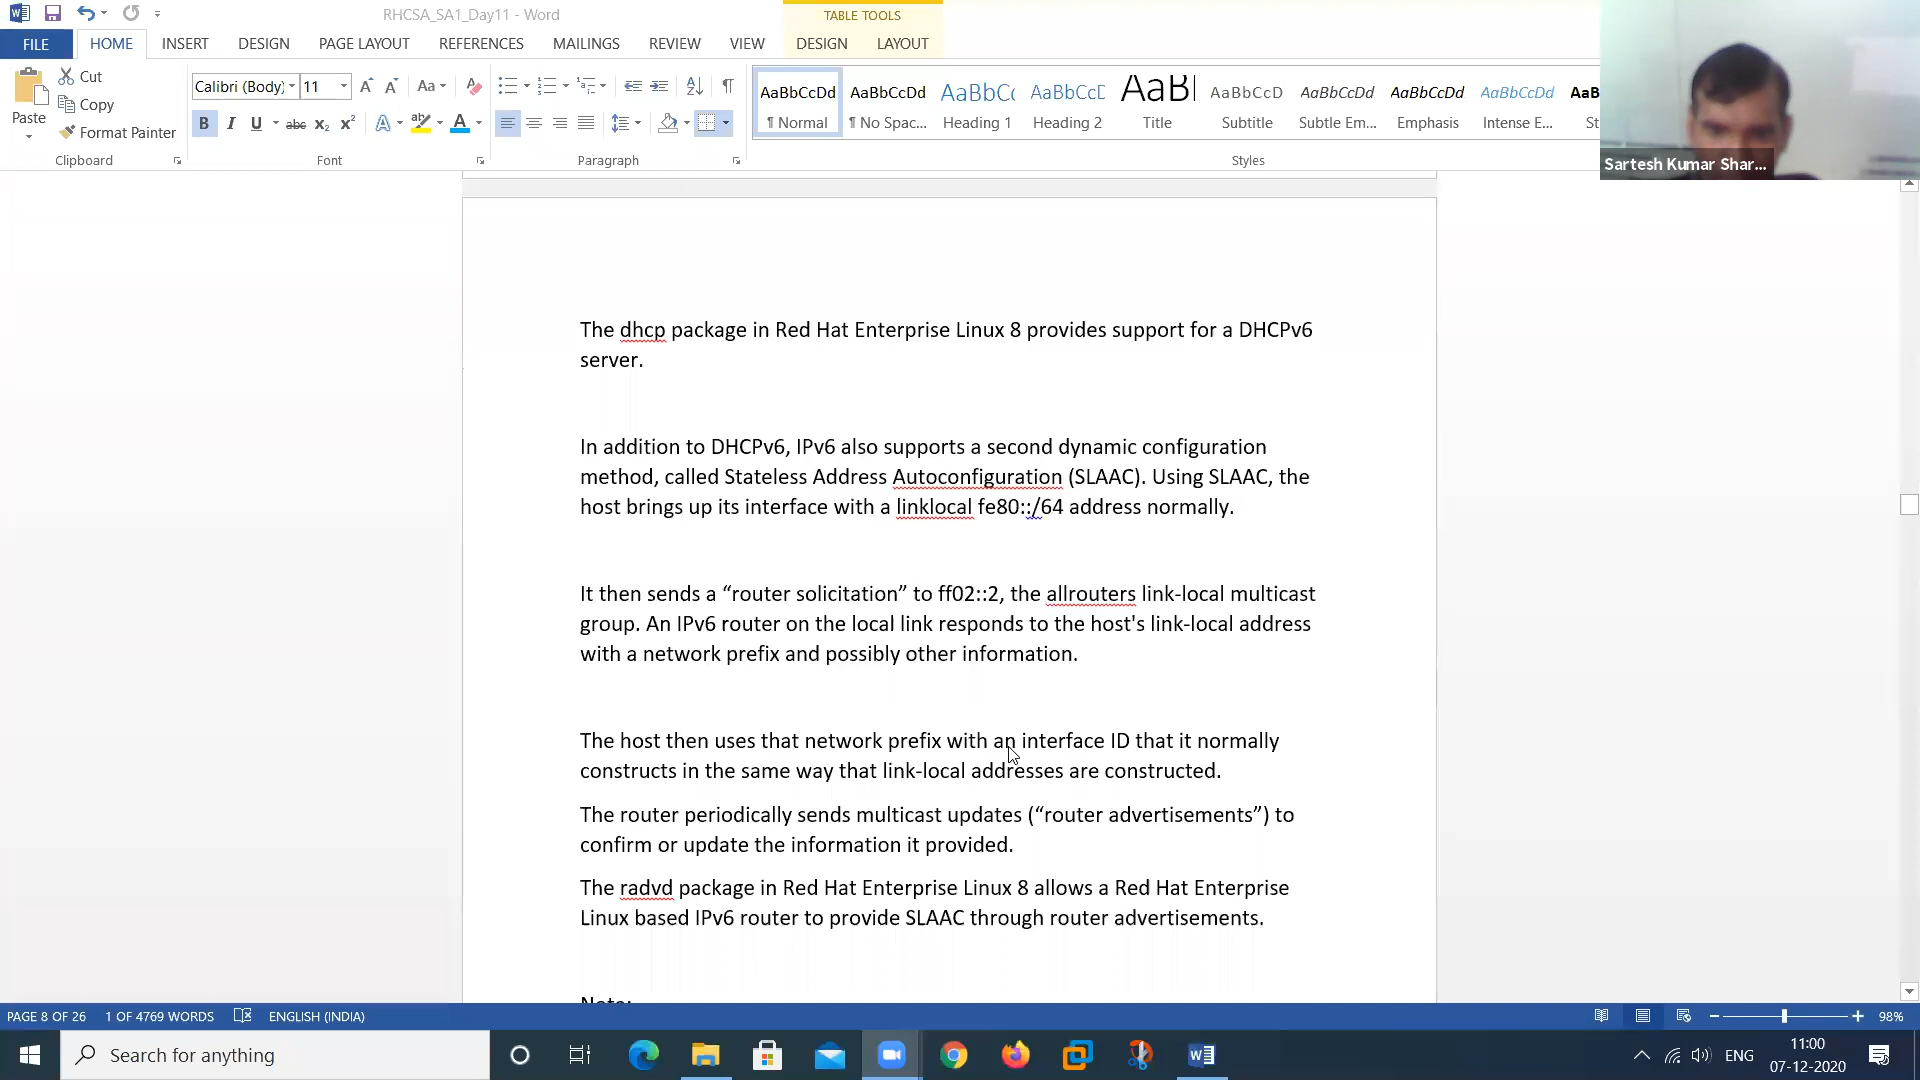 RHCSA_SA1_Day11 - Word
TABLE TOOLS
FILE HOME INSERT DESIGN PAGE LAYOUT REFERENCES MAILINGS REVIEW VIEW DESIGN LAYOUT
Paste
Cut
Copy
Format Painter
Clipboard
Calibri (Body) 11
Font
Paragraph
AaBbCcDd AaBbCcDd AaBbC AaBbCcC AaB AaBbCcD AaBbCcDd AaBbCcDd AaBbCcDd AaB
¶ Normal ¶ No Spac... Heading 1 Heading 2 Title Subtitle Subtle Em... Emphasis Intense E... St
Styles
Sartesh Kumar Shar...
The dhcp package in Red Hat Enterprise Linux 8 provides support for a DHCPv6
server.
In addition to DHCPv6, IPv6 also supports a second dynamic configuration
method, called Stateless Address Autoconfiguration (SLAAC). Using SLAAC, the
host brings up its interface with a linklocal fe80::/64 address normally.
It then sends a “router solicitation” to ff02::2, the allrouters link-local multicast
group. An IPv6 router on the local link responds to the host's link-local address
with a network prefix and possibly other information.
The host then uses that network prefix with an interface ID that it normally
constructs in the same way that link-local addresses are constructed.
The router periodically sends multicast updates (“router advertisements”) to
confirm or update the information it provided.
The radvd package in Red Hat Enterprise Linux 8 allows a Red Hat Enterprise
Linux based IPv6 router to provide SLAAC through router advertisements.
Note:
PAGE 8 OF 26 1 OF 4769 WORDS ENGLISH (INDIA) 98%
Search for anything
ENG
11:00
07-12-2020